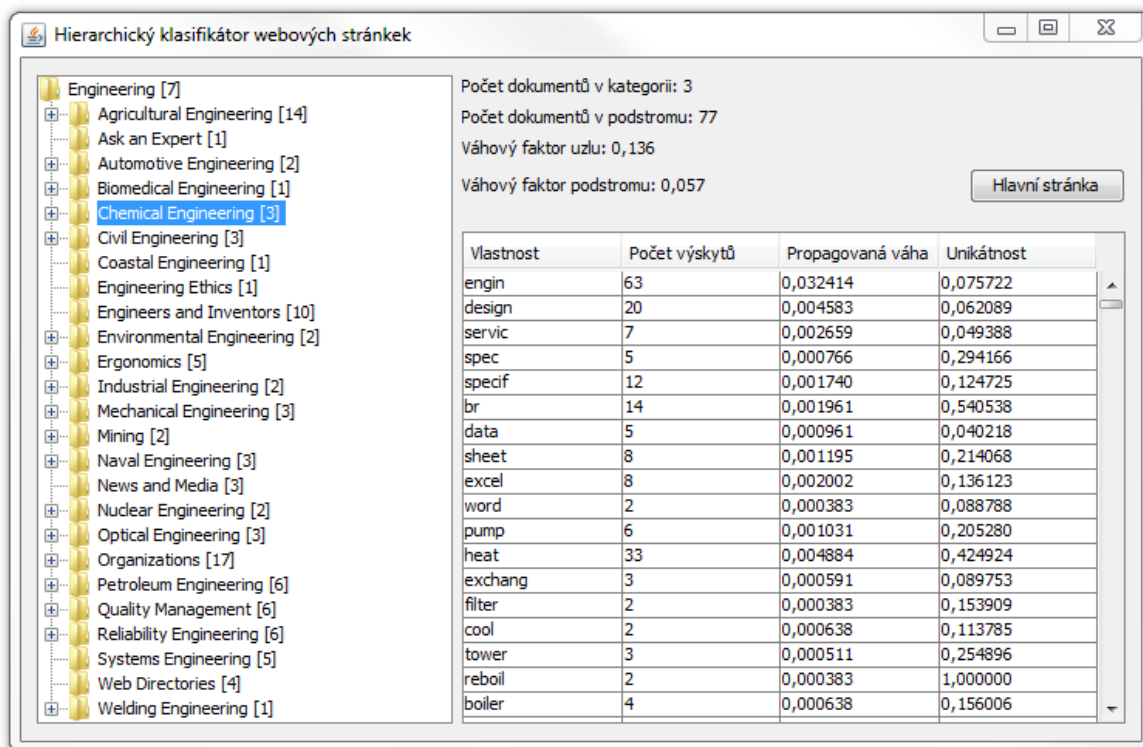 Hierarchický klasifikátor webových stránkek
Engineering [7]
Agricultural Engineering [14]
Ask an Expert [1]
Automotive Engineering [2]
Biomedical Engineering [1]
Chemical Engineering [3]
Civil Engineering [3]
Coastal Engineering [1]
Engineering Ethics [1]
Engineers and Inventors [10]
Environmental Engineering [2]
Ergonomics [5]
Industrial Engineering [2]
Mechanical Engineering [3]
Mining [2]
Naval Engineering [3]
News and Media [3]
Nuclear Engineering [2]
Optical Engineering [3]
Organizations [17]
Petroleum Engineering [6]
Quality Management [6]
Reliability Engineering [6]
Systems Engineering [5]
Web Directories [4]
Welding Engineering [1]
Počet dokumentů v kategorii: 3
Počet dokumentů v podstromu: 77
Váhový faktor uzlu: 0,136
Váhový faktor podstromu: 0,057
Hlavní stránka
Vlastnost Počet výskytů Propagovaná váha Unikátnost
engin 63 0,032414 0,075722
design 20 0,004583 0,062089
servic 7 0,002659 0,049388
spec 5 0,000766 0,294166
specif 12 0,001740 0,124725
br 14 0,001961 0,540538
data 5 0,000961 0,040218
sheet 8 0,001195 0,214068
excel 8 0,002002 0,136123
word 2 0,000383 0,088788
pump 6 0,001031 0,205280
heat 33 0,004884 0,424924
exchang 3 0,000591 0,089753
filter 2 0,000383 0,153909
cool 2 0,000638 0,113785
tower 3 0,000511 0,254896
reboil 2 0,000383 1,000000
boiler 4 0,000638 0,156006